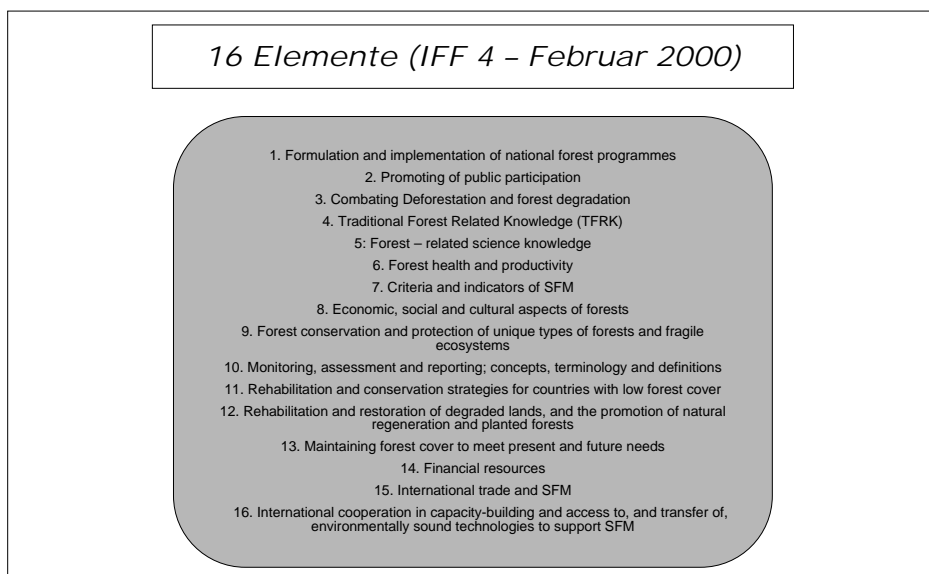 16 Elemente (IFF 4 – Februar 2000)
1. Formulation and implementation of national forest programmes
2. Promoting of public participation
3. Combating Deforestation and forest degradation
4. Traditional Forest Related Knowledge (TFRK)
5: Forest – related science knowledge
6. Forest health and productivity
7. Criteria and indicators of SFM
8. Economic, social and cultural aspects of forests
9. Forest conservation and protection of unique types of forests and fragile
ecosystems
10. Monitoring, assessment and reporting; concepts, terminology and definitions
11. Rehabilitation and conservation strategies for countries with low forest cover
12. Rehabilitation and restoration of degraded lands, and the promotion of natural
regeneration and planted forests
13. Maintaining forest cover to meet present and future needs
14. Financial resources
15. International trade and SFM
16. International cooperation in capacity-building and access to, and transfer of,
environmentally sound technologies to support SFM